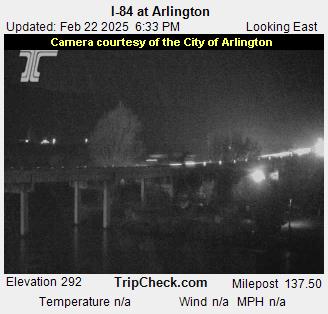 I-84 at Arlington
Updated: Feb 22 2025 6:33 PM Looking East
Camera courtesy of the City of Arlington
Elevation 292 TripCheck.com Milepost 137.50
Temperature n/a Wind n/a MPH n/a